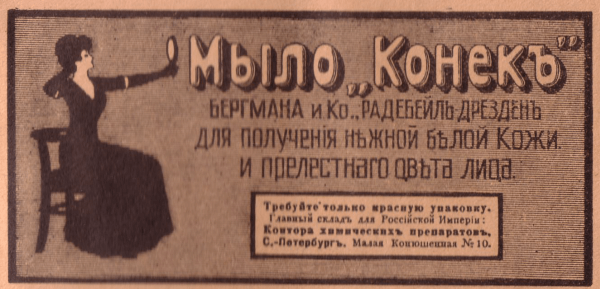 Мыло „Конекъ"
Бергмана и Ко., Радебейль-Дрезденъ
для полученія нѣжной бѣлой кожи.
и прелестнаго цвѣта лица.
Требуйте только красную упаковку.
Главный складъ для Россійской Имперіи:
Контора химическихъ препаратовъ,
С.-Петербургъ. Малая Конюшенная № 10.